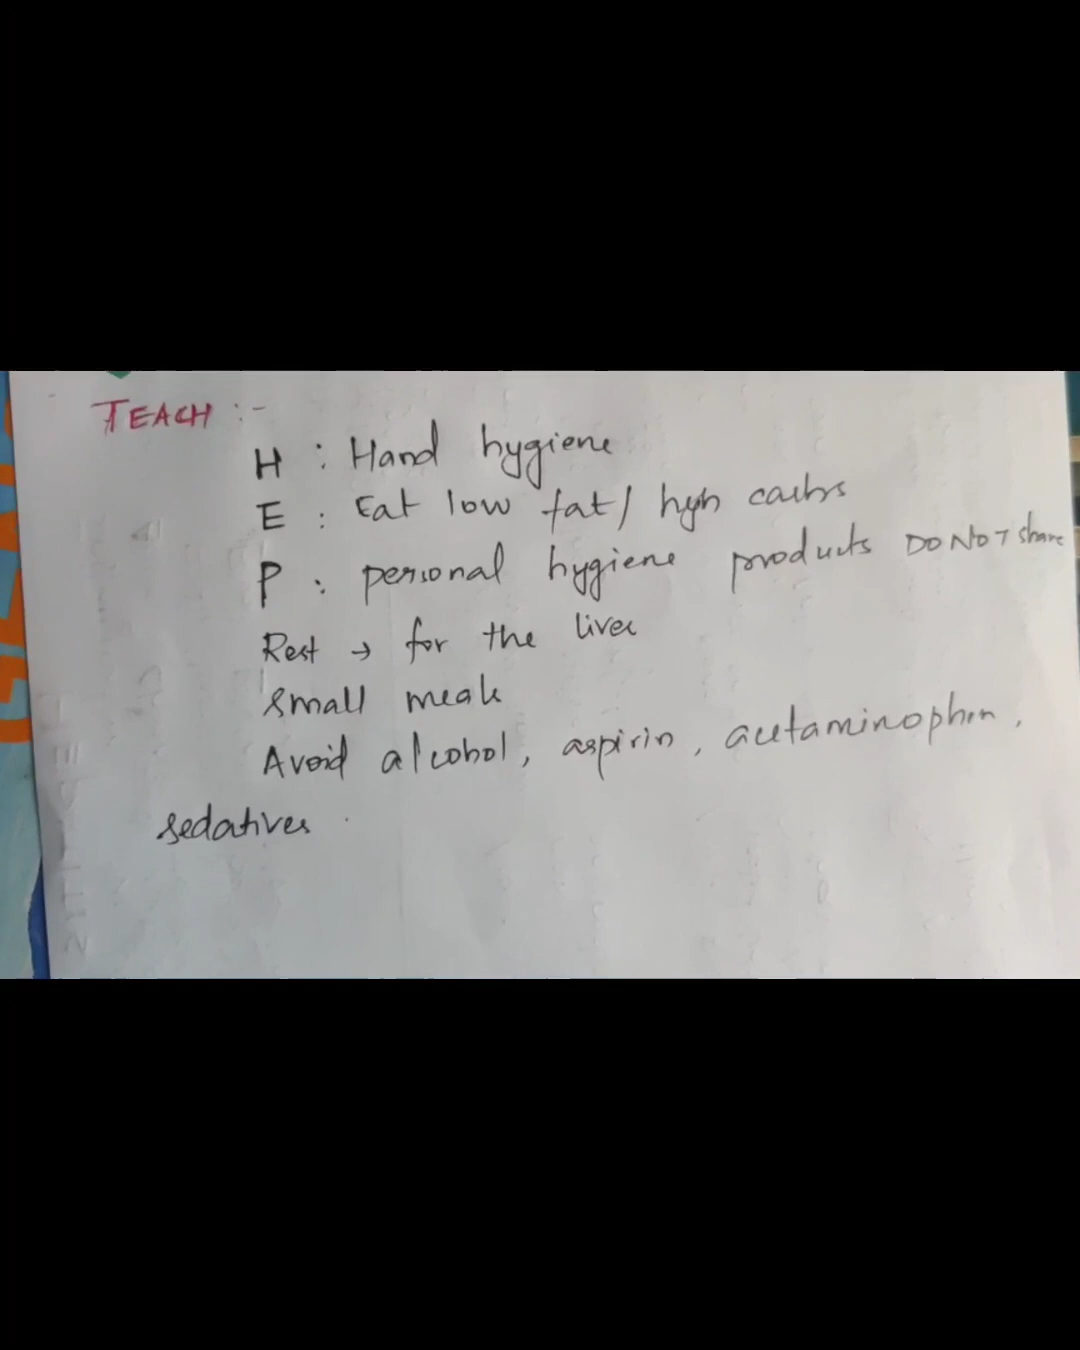 TEACH :-
H : Hand hygiene
E : Eat low fat / high carbs
P : personal hygiene products DO NOT share
Rest → for the liver
small meals
Avoid alcohol, aspirin, acetaminophen,
sedatives.